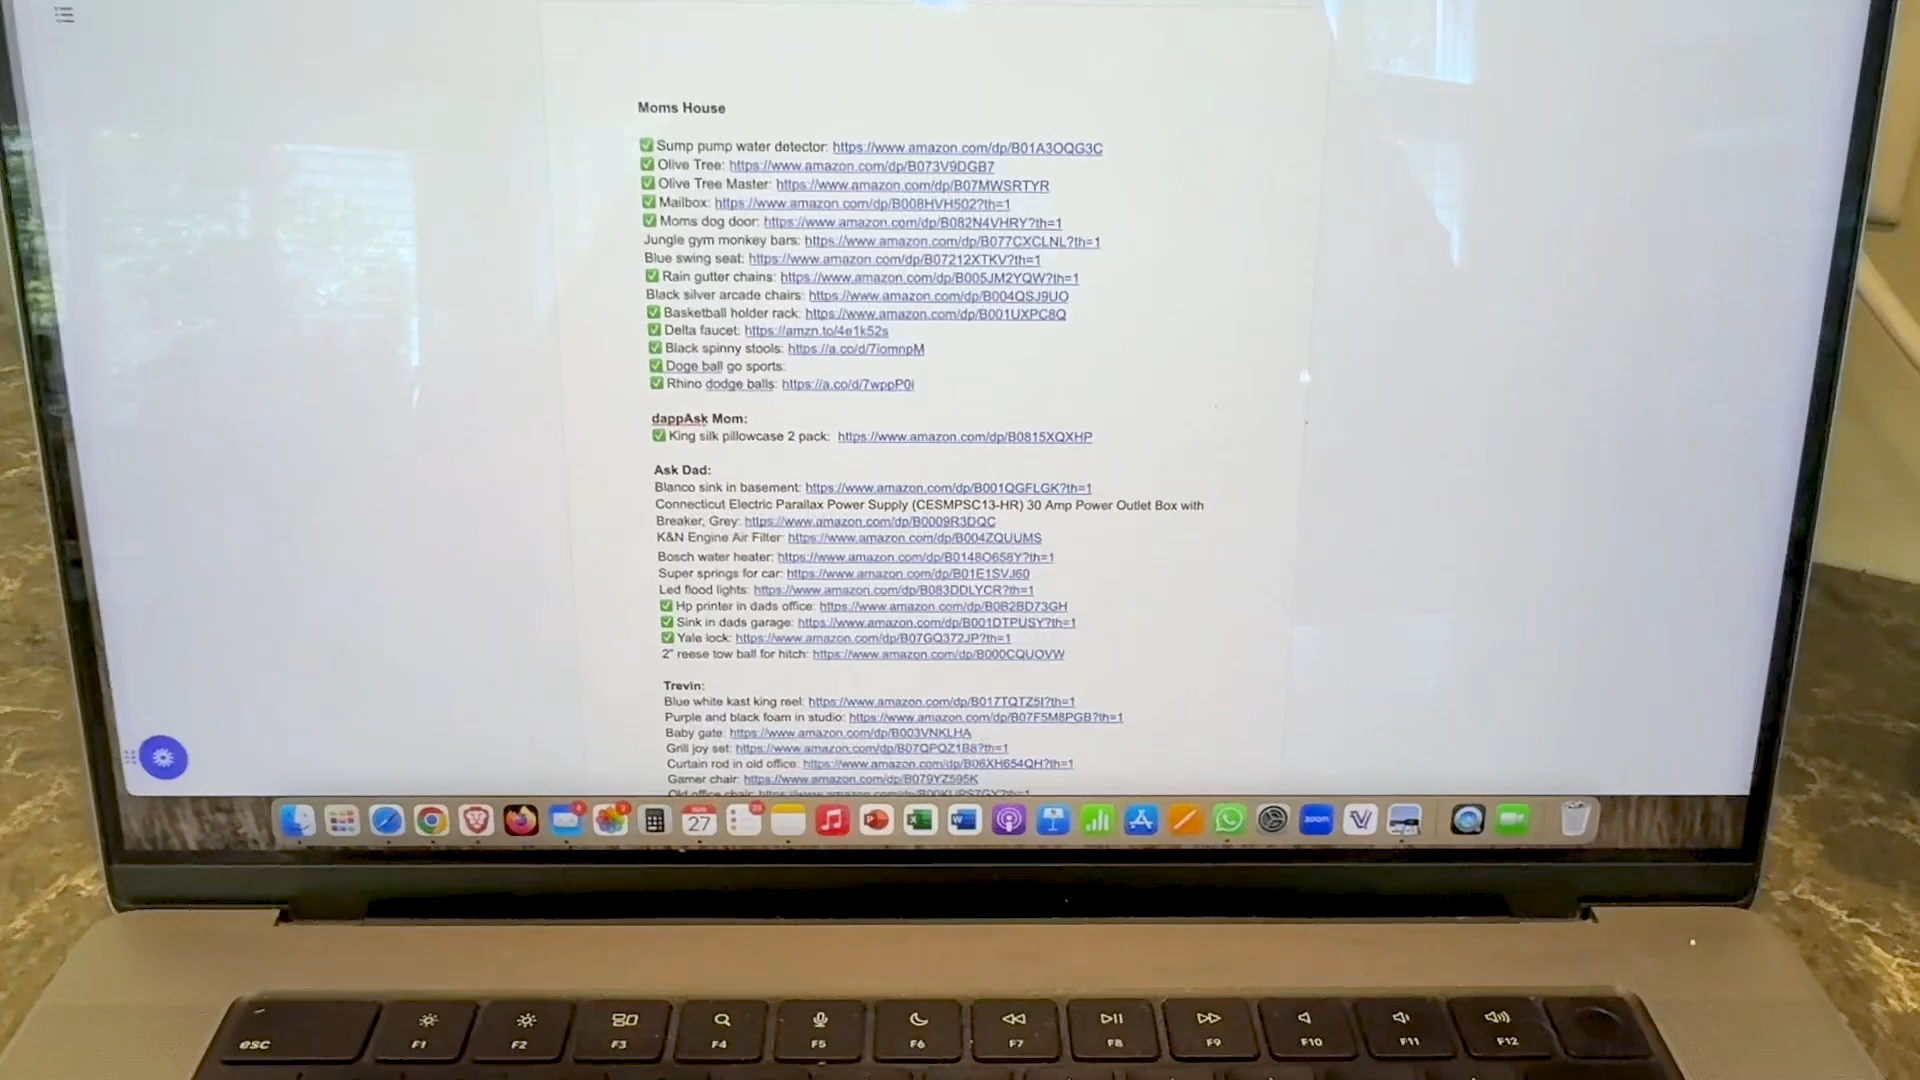 Moms House
✅ Sump pump water detector: https://www.amazon.com/dp/B01A3OQG3C
✅ Olive Tree: https://www.amazon.com/dp/B073V9DGB7
✅ Olive Tree Master: https://www.amazon.com/dp/B07MWSRTYR
✅ Mailbox: https://www.amazon.com/dp/B008HVH502?th=1
✅ Moms dog door: https://www.amazon.com/dp/B082N4VHRY?th=1
Jungle gym monkey bars: https://www.amazon.com/dp/B077CXCLNL?th=1
Blue swing seat: https://www.amazon.com/dp/B07212XTKV?th=1
✅ Rain gutter chains: https://www.amazon.com/dp/B005JM2YQW?th=1
Black silver arcade chairs: https://www.amazon.com/dp/B004QSJ9UO
✅ Basketball holder rack: https://www.amazon.com/dp/B001UXPC8Q
✅ Delta faucet: https://amzn.to/4e1k52s
✅ Black spinny stools: https://a.co/d/7iomnpM
✅ Doge ball go sports:
✅ Rhino dodge balls: https://a.co/d/7wppP0i
dappAsk Mom:
✅ King silk pillowcase 2 pack: https://www.amazon.com/dp/B0815XQXHP
Ask Dad:
Blanco sink in basement: https://www.amazon.com/dp/B001QGFLGK?th=1
Connecticut Electric Parallax Power Supply (CESMPSC13-HR) 30 Amp Power Outlet Box with
Breaker, Grey: https://www.amazon.com/dp/B0009R3DQC
K&N Engine Air Filter: https://www.amazon.com/dp/B004ZQUUMS
Bosch water heater: https://www.amazon.com/dp/B0148O658Y?th=1
Super springs for car: https://www.amazon.com/dp/B01E1SVJ60
Led flood lights: https://www.amazon.com/dp/B083DDLYCR?th=1
✅ Hp printer in dads office: https://www.amazon.com/dp/B0B2BD73GH
✅ Sink in dads garage: https://www.amazon.com/dp/B001DTPUSY?th=1
✅ Yale lock: https://www.amazon.com/dp/B07GQ372JP?th=1
2" reese tow ball for hitch: https://www.amazon.com/dp/B000CQUOVW
Trevin:
Blue white kast king reel: https://www.amazon.com/dp/B017TQTZ5I?th=1
Purple and black foam in studio: https://www.amazon.com/dp/B07F5M8PGB?th=1
Baby gate: https://www.amazon.com/dp/B003VNKLHA
Grill joy set: https://www.amazon.com/dp/B07QPQZ1B8?th=1
Curtain rod in old office: https://www.amazon.com/dp/B06XH654QH?th=1
Gamer chair: https://www.amazon.com/dp/B079YZ595K
Old office chair:
27
zoom
esc
F1
F2
F3
F4
F5
F6
F7
F8
F9
F10
F11
F12